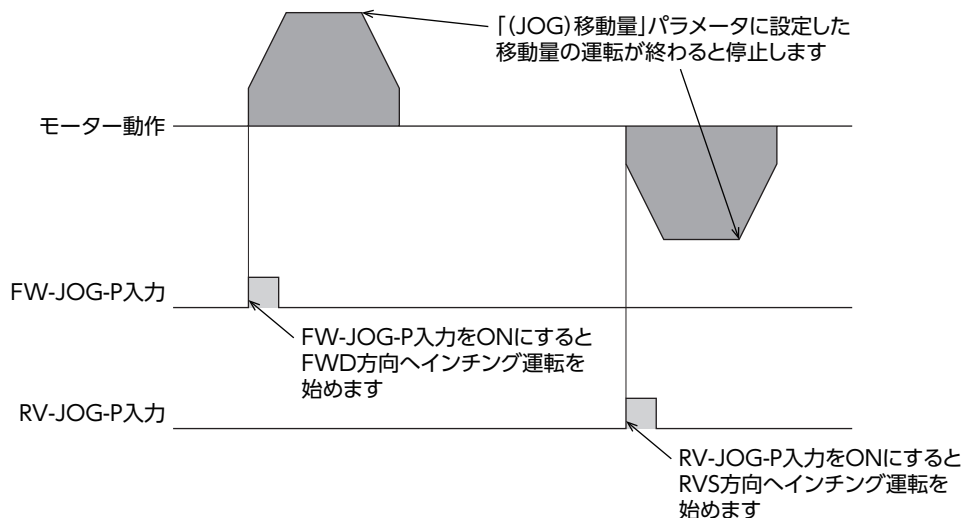 「(JOG)移動量」パラメータに設定した
移動量の運転が終わると停止します
モーター動作
FW-JOG-P入力
FW-JOG-P入力をONにすると
FWD方向へインチング運転を
始めます
RV-JOG-P入力
RV-JOG-P入力をONにすると
RVS方向へインチング運転を
始めます